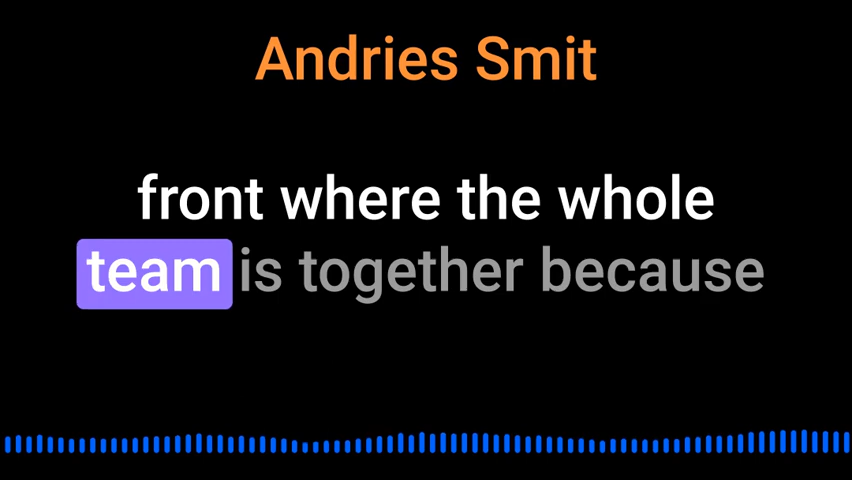 Andries Smit
front where the whole
team is together because